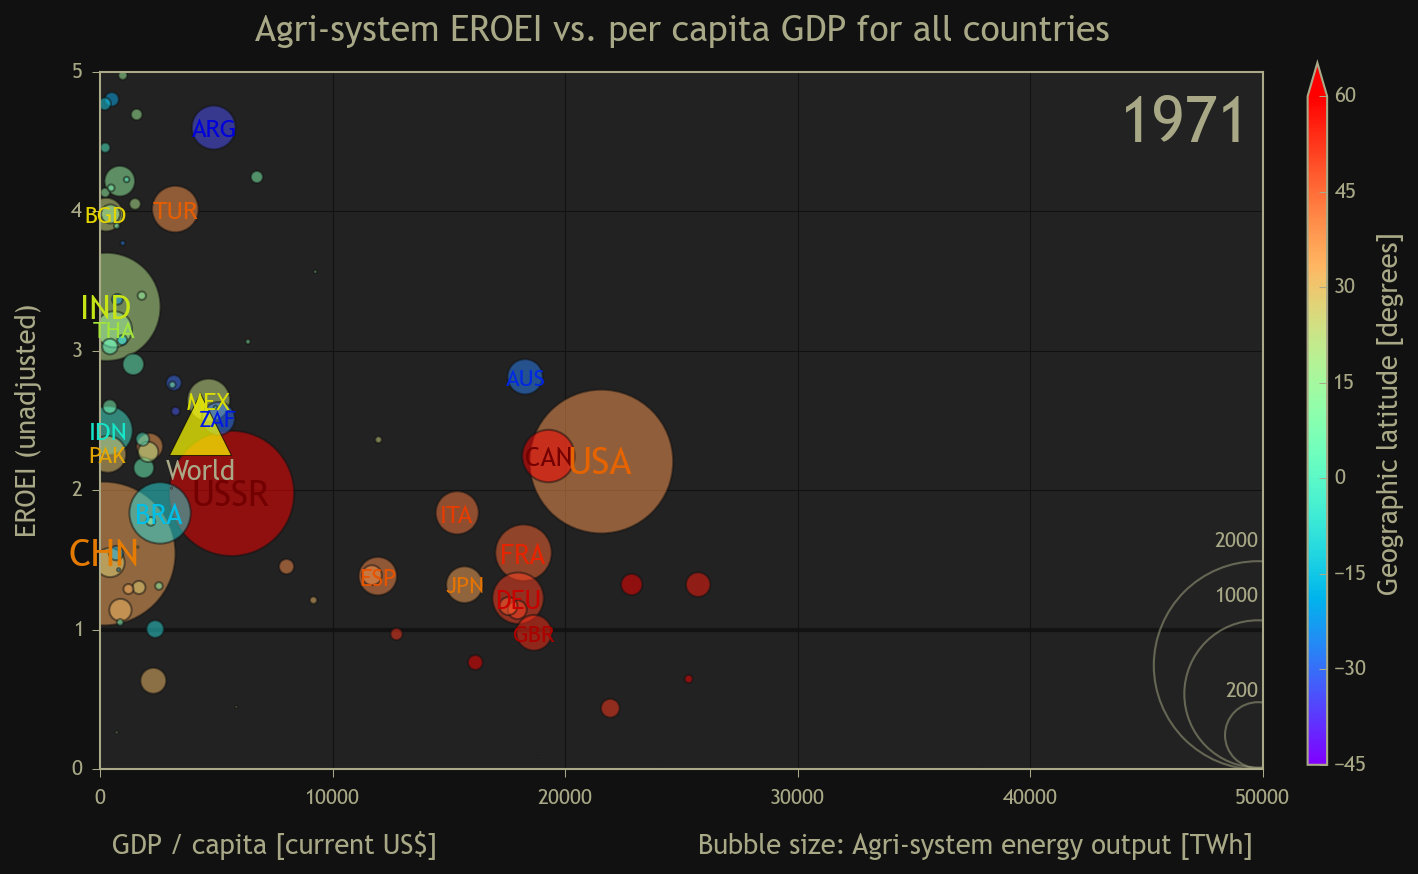 Agri-system EROEI vs. per capita GDP for all countries
1971
EROEI (unadjusted)
5
4
3
2
1
0
0
10000
20000
30000
40000
50000
GDP / capita [current US$]
Bubble size: Agri-system energy output [TWh]
ARG
TUR
BGD
IND
THA
AUS
MEX
ZAF
IDN
PAK
World
CAN
USA
USSR
BRA
ITA
CHN
FRA
ESP
JPN
DEU
GBR
2000
1000
200
60
45
30
15
0
−15
−30
−45
Geographic latitude [degrees]